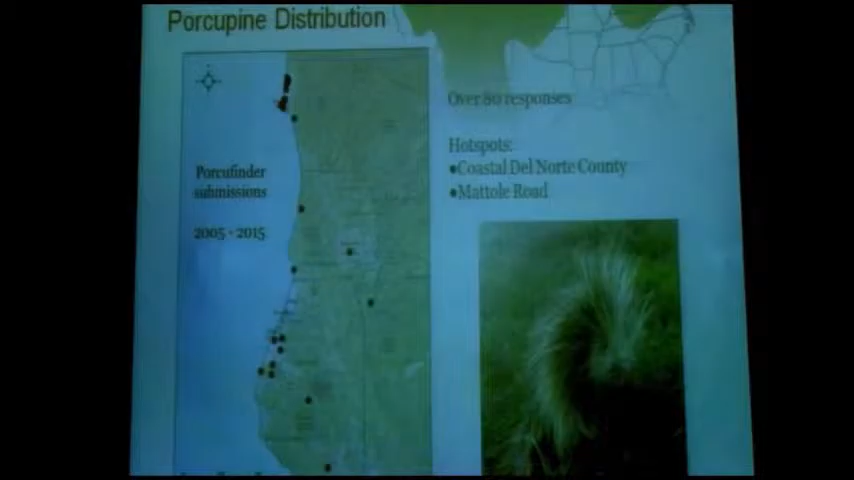 Porcupine Distribution
Over 80 responses
Porcufinder
submissions
2005 - 2015
Hotspots:
●Coastal Del Norte County
●Mattole Road